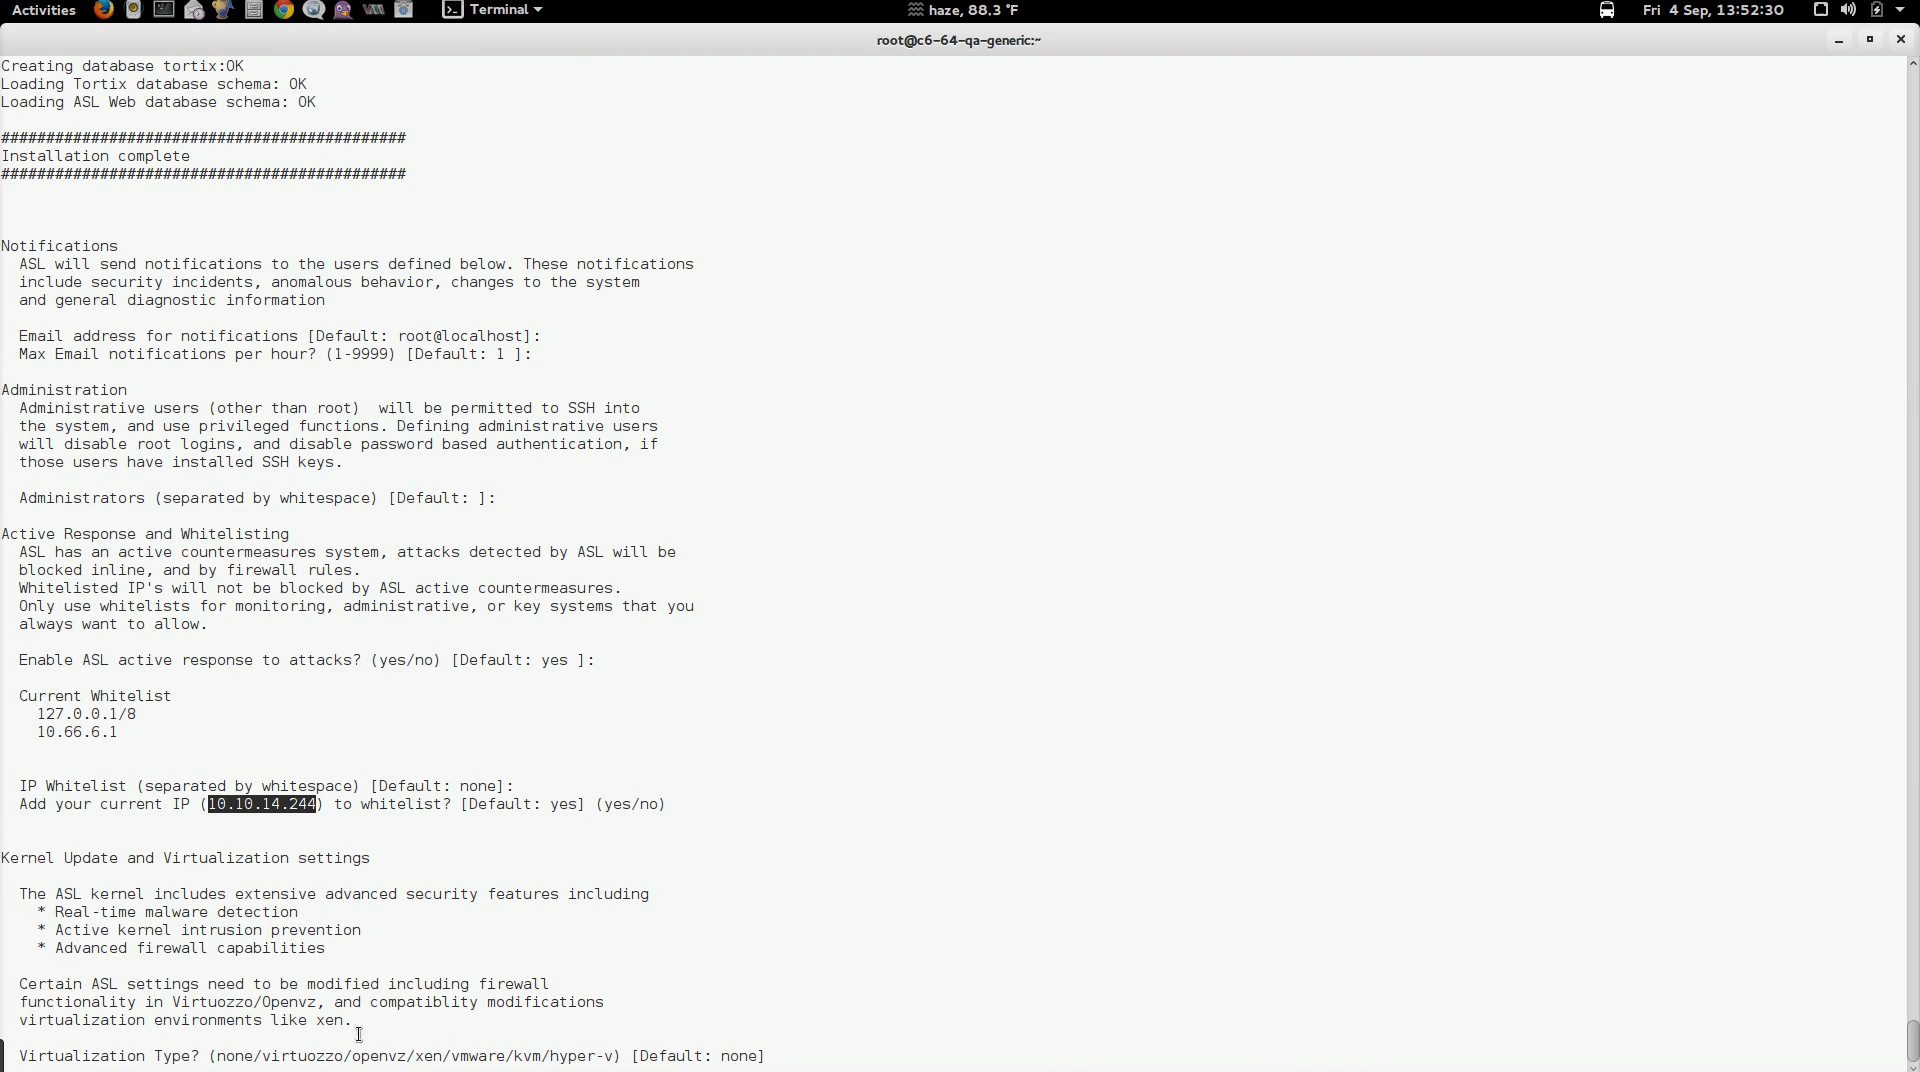 Activities
Terminal
haze, 88.3 °F
Fri 4 Sep, 13:52:30
root@c6-64-qa-generic:~
Creating database tortix:OK
Loading Tortix database schema: OK
Loading ASL Web database schema: OK
#############################################
Installation complete
#############################################
Notifications
ASL will send notifications to the users defined below. These notifications
include security incidents, anomalous behavior, changes to the system
and general diagnostic information
Email address for notifications [Default: root@localhost]:
Max Email notifications per hour? (1-9999) [Default: 1 ]:
Administration
Administrative users (other than root)  will be permitted to SSH into
the system, and use privileged functions. Defining administrative users
will disable root logins, and disable password based authentication, if
those users have installed SSH keys.
Administrators (separated by whitespace) [Default: ]:
Active Response and Whitelisting
ASL has an active countermeasures system, attacks detected by ASL will be
blocked inline, and by firewall rules.
Whitelisted IP's will not be blocked by ASL active countermeasures.
Only use whitelists for monitoring, administrative, or key systems that you
always want to allow.
Enable ASL active response to attacks? (yes/no) [Default: yes ]:
Current Whitelist
127.0.0.1/8
10.66.6.1
IP Whitelist (separated by whitespace) [Default: none]:
Add your current IP (10.10.14.244) to whitelist? [Default: yes] (yes/no)
Kernel Update and Virtualization settings
The ASL kernel includes extensive advanced security features including
* Real-time malware detection
* Active kernel intrusion prevention
* Advanced firewall capabilities
Certain ASL settings need to be modified including firewall
functionality in Virtuozzo/Openvz, and compatiblity modifications
virtualization environments like xen.
Virtualization Type? (none/virtuozzo/openvz/xen/vmware/kvm/hyper-v) [Default: none]